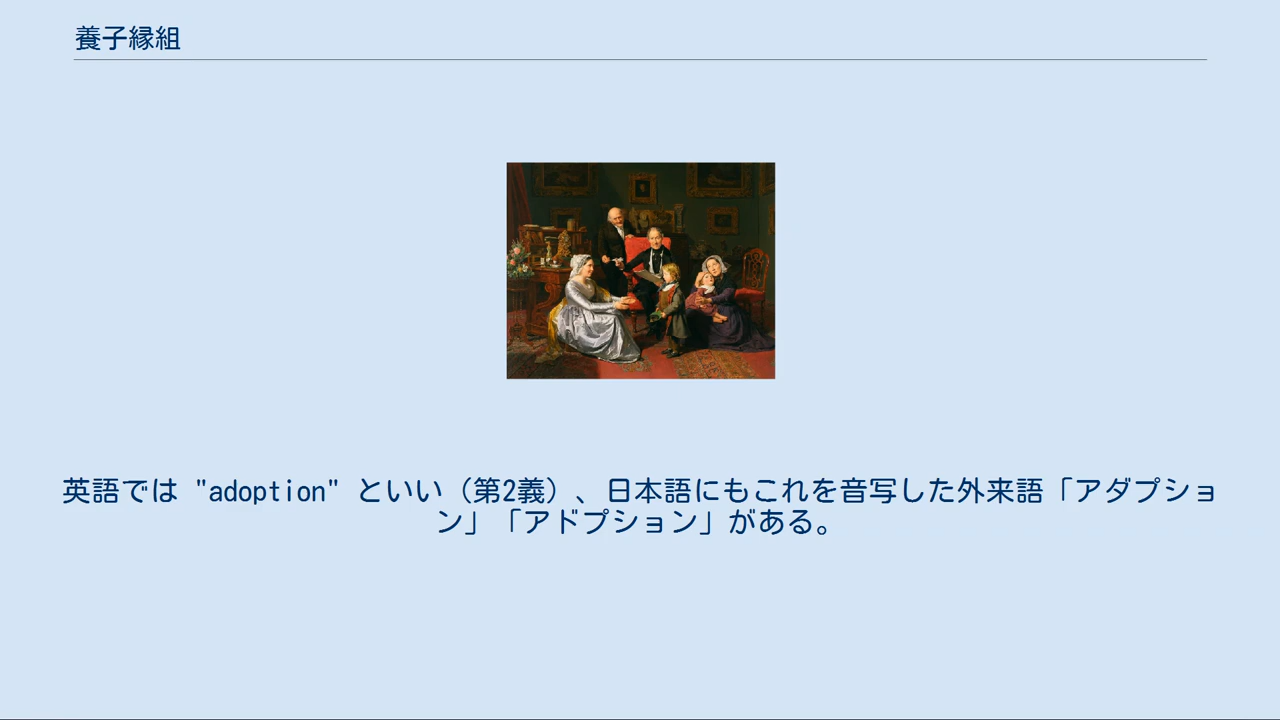 養子縁組
英語では "adoption" といい（第2義）、日本語にもこれを音写した外来語「アダプショ
ン」「アドプション」がある。